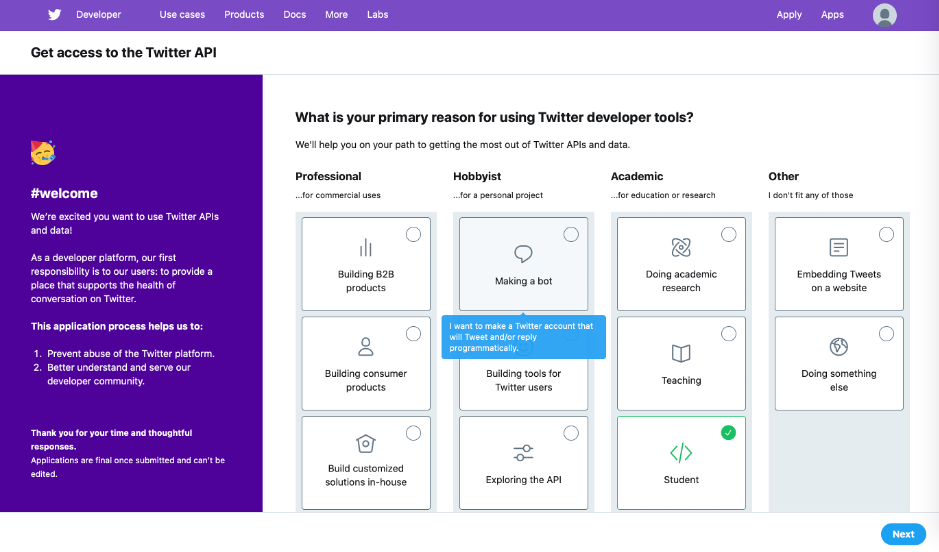 Developer
Use cases
Products
Docs
More
Labs
Apply
Apps
Get access to the Twitter API
#welcome
We're excited you want to use Twitter APIs
and data!
As a developer platform, our first
responsibility is to our users: to provide a
place that supports the health of
conversation on Twitter.
This application process helps us to:
1. Prevent abuse of the Twitter platform.
2. Better understand and serve our
developer community.
Thank you for your time and thoughtful
responses.
Applications are final once submitted and can't be
edited.
What is your primary reason for using Twitter developer tools?
We'll help you on your path to getting the most out of Twitter APIs and data.
Professional
...for commercial uses
Building B2B
products
Building consumer
products
Build customized
solutions in-house
Hobbyist
...for a personal project
Making a bot
I want to make a Twitter account that
will Tweet and/or reply
programmatically.
Building tools for
Twitter users
Exploring the API
Academic
...for education or research
Doing academic
research
Teaching
Student
Other
I don't fit any of those
Embedding Tweets
on a website
Doing something
else
Next